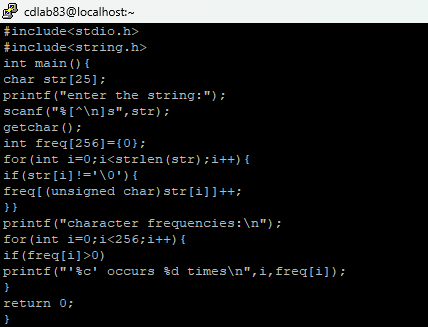 cdlab83@localhost:~
#include<stdio.h>
#include<string.h>
int main(){
char str[25];
printf("enter the string:");
scanf("%[^\n]s",str);
getchar();
int freq[256]={0};
for(int i=0;i<strlen(str);i++){
if(str[i]!='\0'){
freq[(unsigned char)str[i]]++;
}}
printf("character frequencies:\n");
for(int i=0;i<256;i++){
if(freq[i]>0)
printf("'%c' occurs %d times\n",i,freq[i]);
}
return 0;
}